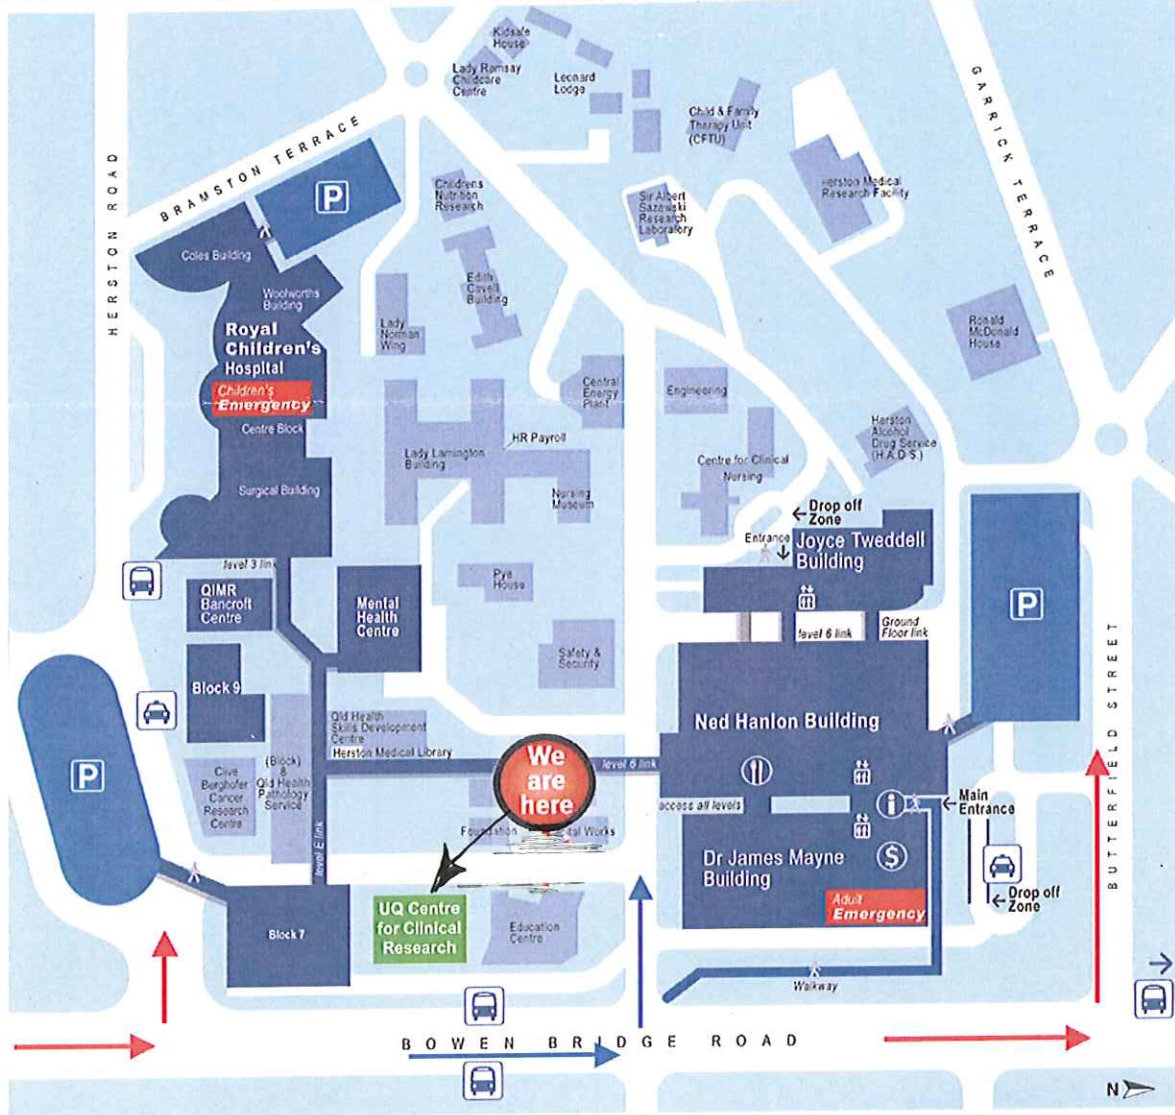 Kidsafe
House
Lady Ramsay
Childcare
Centre
Leonard
Lodge
Child & Family
Therapy Unit
(CFTU)
GARRICK TERRACE
HERSTON ROAD
BRAMSTON TERRACE
P
Childrens
Nutrition
Research
Herston Medical
Research Facility
Sir Albert
Sazewski
Research
Laboratory
Coles Building
Woolworths
Building
Edith
Cavell
Building
Lady
Norman
Wing
Royal
Children's
Hospital
Children's
Emergency
Centre Block
Surgical Building
Ronald
McDonald
House
Central
Energy
Plant
Engineering
Herston
Alcohol
Drug Service
(H.A.D.S.)
HR Payroll
Lady Lamington
Building
Nursing
Museum
Centre for Clinical
Nursing
←Drop off
Zone
Entrance
Joyce Tweddell
Building
level 3 link
QIMR
Bancroft
Centre
Mental
Health
Centre
Pye
House
P
level 6 link
Ground
Floor link
BUTTERFIELD STREET
Safety &
Security
Block 9
Ned Hanlon Building
Qld Health
Skills Development
Centre
Herston Medical Library
We
are
here
level 6 link
P
Clive
Berghofer
Cancer
Research
Centre
(Block)
8
Qld Health
Pathology
Service
level E link
access all levels
i
←Main
Entrance
Foundation
ital Works
Dr James Mayne
Building
$
Adult
Emergency
←Drop off
Zone
UQ Centre
for Clinical
Research
Education
Centre
Block 7
Walkway
BOWEN BRIDGE ROAD
N